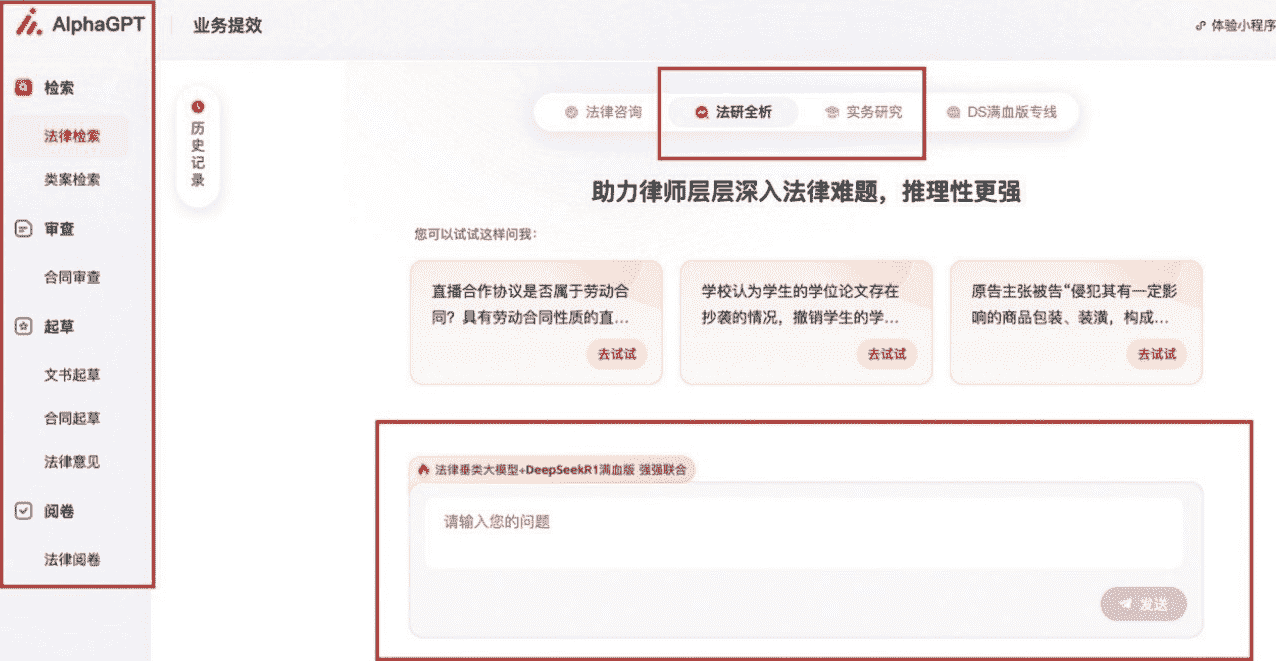 AlphaGPT
业务提效
体验小程序
检索
法律检索
类案检索
审查
合同审查
起草
文书起草
合同起草
法律意见
阅卷
法律阅卷
历史记录
法律咨询
法研全析
实务研究
DS满血版专线
助力律师层层深入法律难题，推理性更强
您可以试试这样问我：
直播合作协议是否属于劳动合
同？具有劳动合同性质的直...
去试试
学校认为学生的学位论文存在
抄袭的情况，撤销学生的学...
去试试
原告主张被告“侵犯其有一定影
响的商品包装、装潢，构成...
去试试
法律垂类大模型+DeepSeekR1满血版 强强联合
请输入您的问题
发送